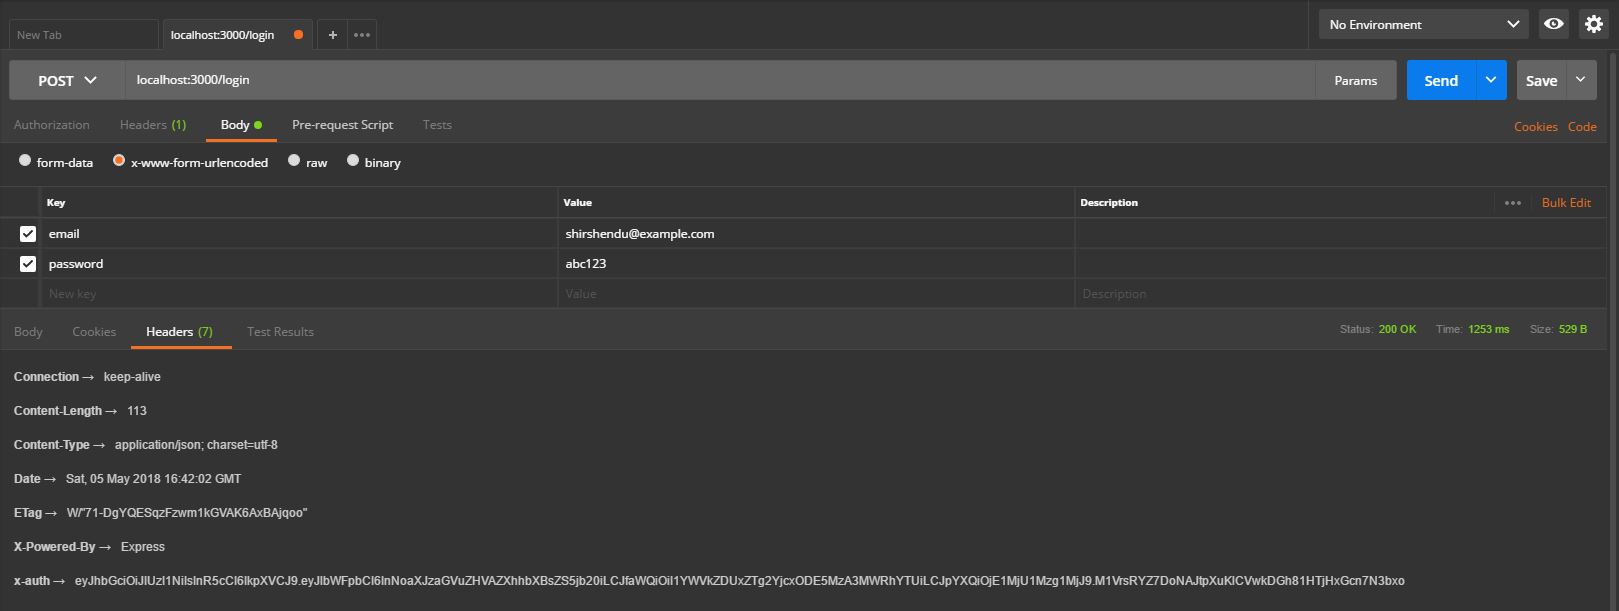 New Tab localhost:3000/login + No Environment
POST localhost:3000/login Params Send Save
Authorization Headers (1) Body Pre-request Script Tests Cookies Code
form-data x-www-form-urlencoded raw binary
Key Value Description Bulk Edit
email shirshendu@example.com
password abc123
New key Value Description
Body Cookies Headers (7) Test Results Status: 200 OK Time: 1253 ms Size: 529 B
Connection → keep-alive
Content-Length → 113
Content-Type → application/json; charset=utf-8
Date → Sat, 05 May 2018 16:42:02 GMT
ETag → W/"71-DgYQESqzFzwm1kGVAK6AxBAjqoo"
X-Powered-By → Express
x-auth → eyJhbGciOiJIUzI1NiIsInR5cCI6IkpXVCJ9.eyJlbWFpbCI6InNoaXJzaGVuZHVAZXhhbXBsZS5jb20iLCJfaWQiOiI1YWVkZDUxZTg2YjcxODE5MzA3MWRhYTUiLCJpYXQiOjE1MjU1Mzg1MjJ9.M1VrsRYZ7DoNAJtpXuKlCVwkDGh81HTjHxGcn7N3bxo